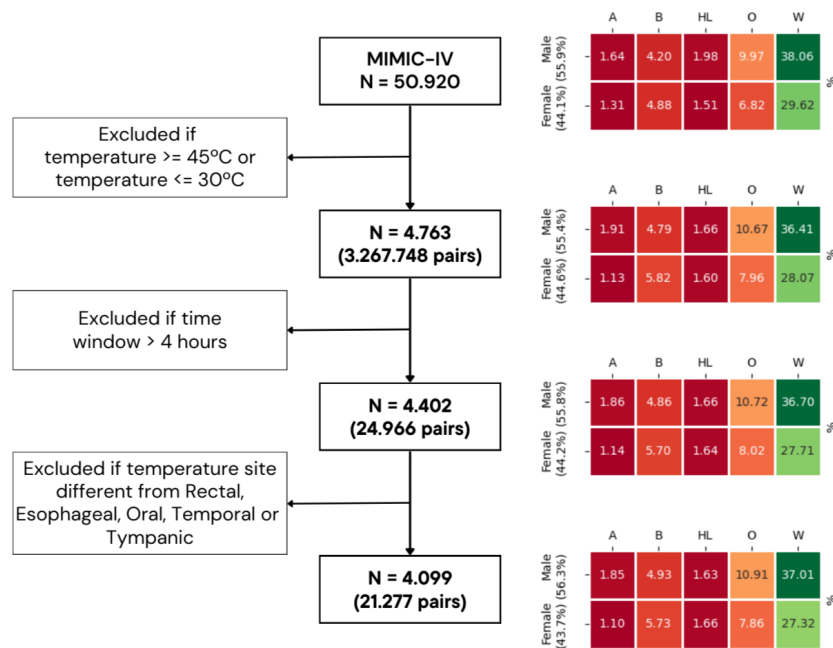 A B HL O W
MIMIC-IV
N = 50.920
Male
(55.9%)
1.64 4.20 1.98 9.97 38.06
Female
(44.1%)
1.31 4.88 1.51 6.82 29.62
%
Excluded if
temperature >= 45ºC or
temperature <= 30ºC
A B HL O W
N = 4.763
(3.267.748 pairs)
Male
(55.4%)
1.91 4.79 1.66 10.67 36.41
Female
(44.6%)
1.13 5.82 1.60 7.96 28.07
%
Excluded if time
window > 4 hours
A B HL O W
N = 4.402
(24.966 pairs)
Male
(55.8%)
1.86 4.86 1.66 10.72 36.70
Female
(44.2%)
1.14 5.70 1.64 8.02 27.71
%
Excluded if temperature site
different from Rectal,
Esophageal, Oral, Temporal or
Tympanic
A B HL O W
N = 4.099
(21.277 pairs)
Male
(56.3%)
1.85 4.93 1.63 10.91 37.01
Female
(43.7%)
1.10 5.73 1.66 7.86 27.32
%